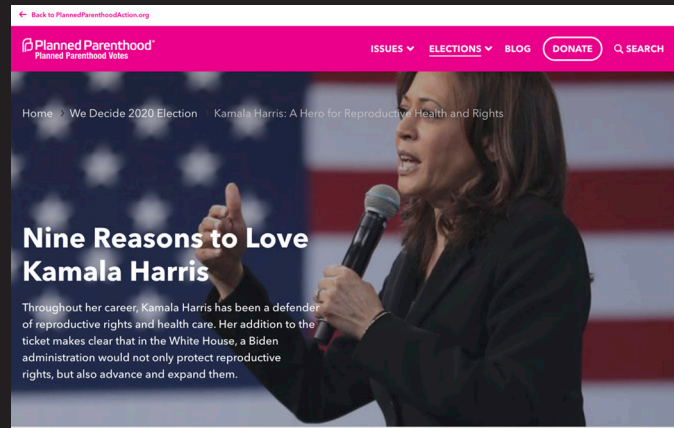 ← Back to PlannedParenthoodAction.org
Planned Parenthood®
Planned Parenthood Votes
ISSUES ELECTIONS BLOG DONATE SEARCH
Home We Decide 2020 Election Kamala Harris: A Hero for Reproductive Health and Rights
Nine Reasons to Love
Kamala Harris
Throughout her career, Kamala Harris has been a defender
of reproductive rights and health care. Her addition to the
ticket makes clear that in the White House, a Biden
administration would not only protect reproductive
rights, but also advance and expand them.